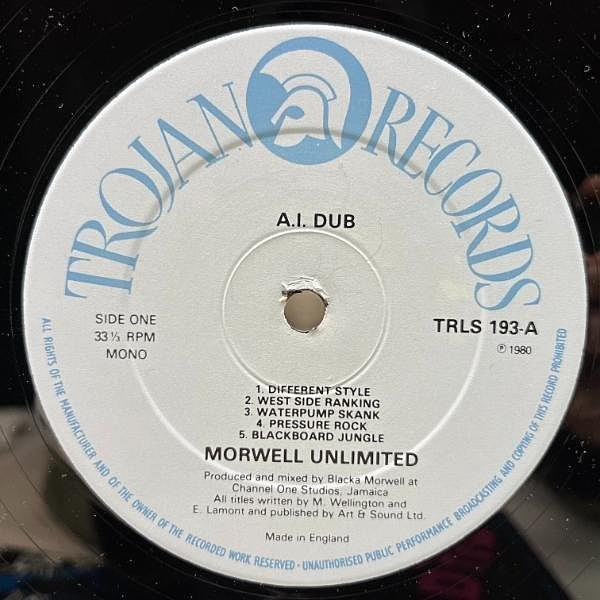 TROJAN RECORDS
A.I. DUB
SIDE ONE
33⅓ RPM
MONO
TRLS 193-A
Ⓟ 1980
1. DIFFERENT STYLE
2. WEST SIDE RANKING
3. WATERPUMP SKANK
4. PRESSURE ROCK
5. BLACKBOARD JUNGLE
MORWELL UNLIMITED
Produced and mixed by Blacka Morwell at
Channel One Studios, Jamaica
All titles written by M. Wellington and
E. Lamont and published by Art & Sound Ltd.
Made in England
ALL RIGHTS OF THE MANUFACTURER AND OF THE OWNER OF THE RECORDED WORK RESERVED - UNAUTHORISED PUBLIC PERFORMANCE BROADCASTING AND COPYING OF THIS RECORD PROHIBITED